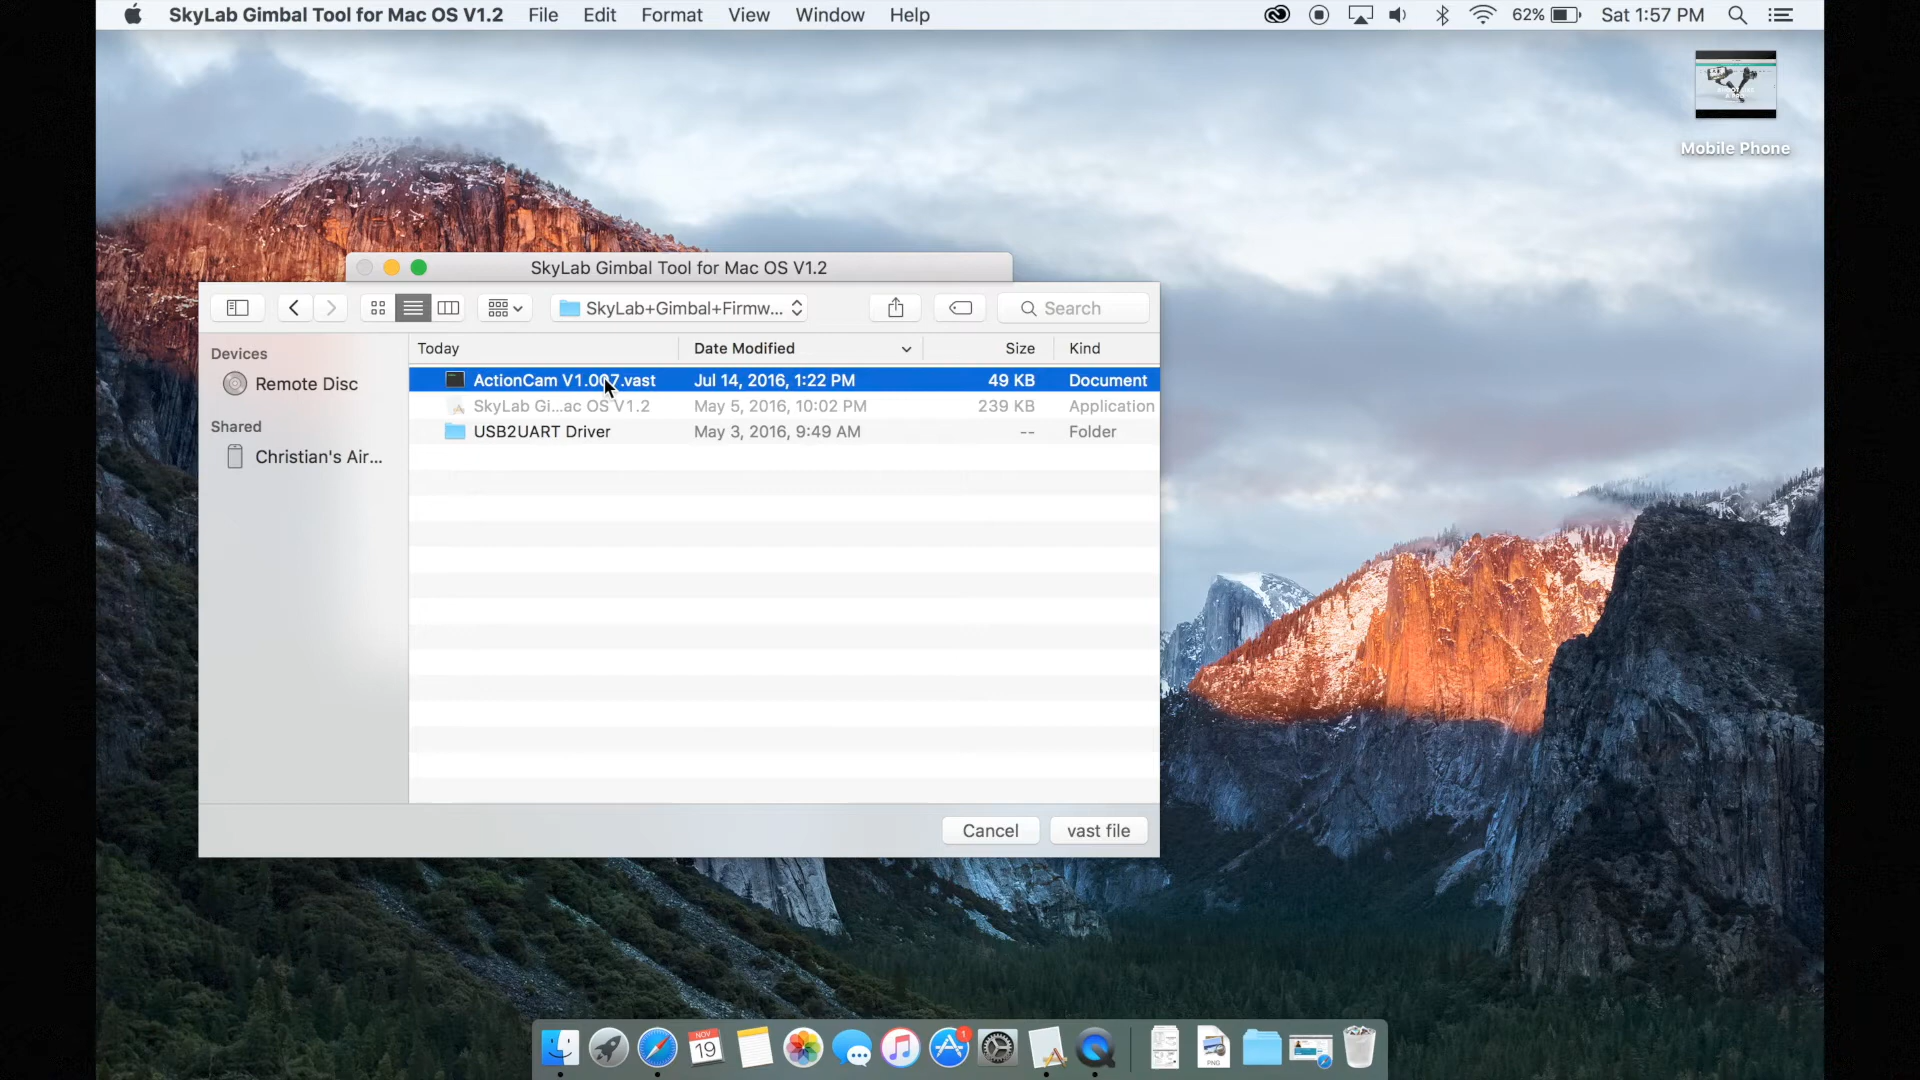 SkyLab Gimbal Tool for Mac OS V1.2 File Edit Format View Window Help 62% Sat 1:57 PM
Mobile Phone
SkyLab Gimbal Tool for Mac OS V1.2
SkyLab+Gimbal+Firmw... Search
Devices
Remote Disc
Shared
Christian's Air...
Today Date Modified Size Kind
ActionCam V1.007.vast Jul 14, 2016, 1:22 PM 49 KB Document
SkyLab Gi...ac OS V1.2 May 5, 2016, 10:02 PM 239 KB Application
USB2UART Driver May 3, 2016, 9:49 AM -- Folder
Cancel vast file
NOV
19
1
PNG